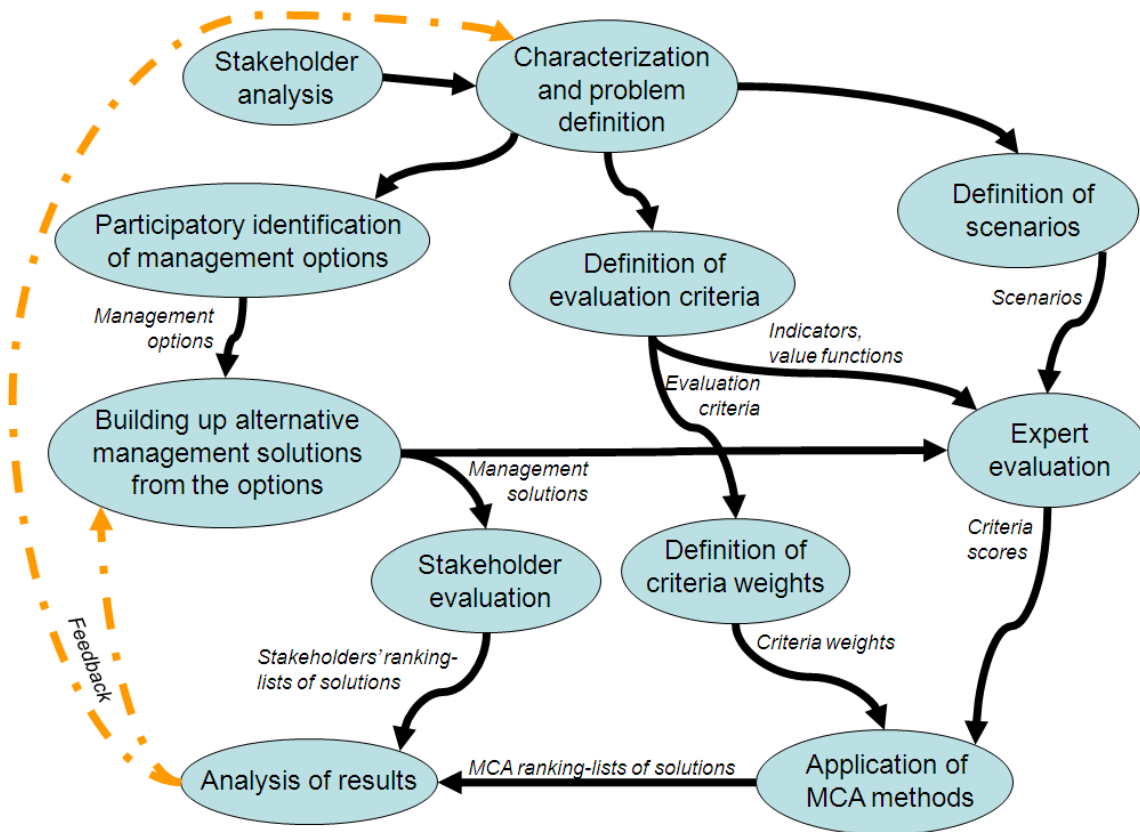 Stakeholder
analysis
Characterization
and problem
definition
Participatory identification
of management options
Definition of
evaluation criteria
Definition of
scenarios
Management
options
Indicators,
value functions
Scenarios
Evaluation
criteria
Building up alternative
management solutions
from the options
Management
solutions
Expert
evaluation
Stakeholder
evaluation
Definition of
criteria weights
Criteria
scores
Feedback
Stakeholders’ ranking-
lists of solutions
Criteria weights
Analysis of results
MCA ranking-lists of solutions
Application of
MCA methods